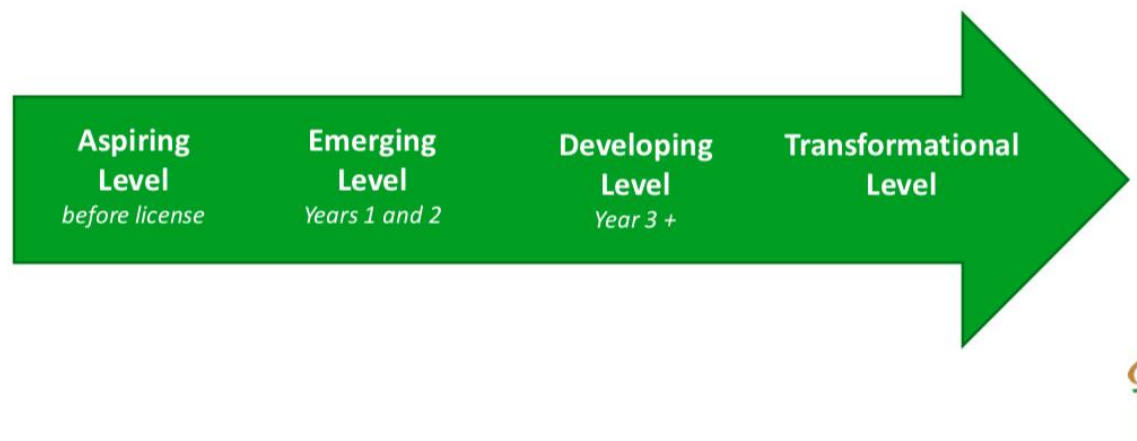 Aspiring
Level
before license
Emerging
Level
Years 1 and 2
Developing
Level
Year 3 +
Transformational
Level